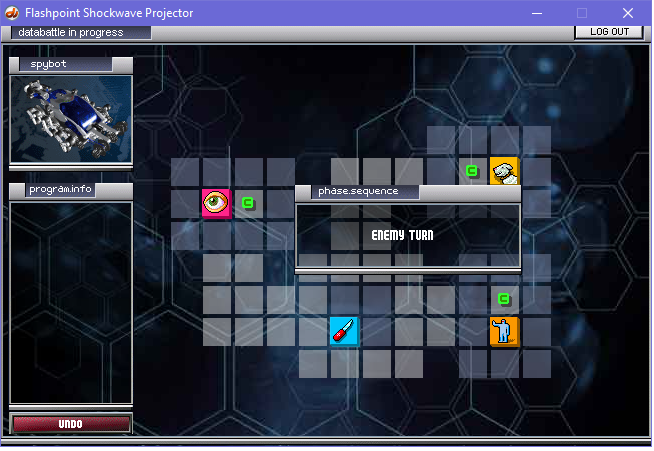 Flashpoint Shockwave Projector
databattle in progress
LOG OUT
spybot
program.info
phase.sequence
ENEMY TURN
C
C
C
UNDO